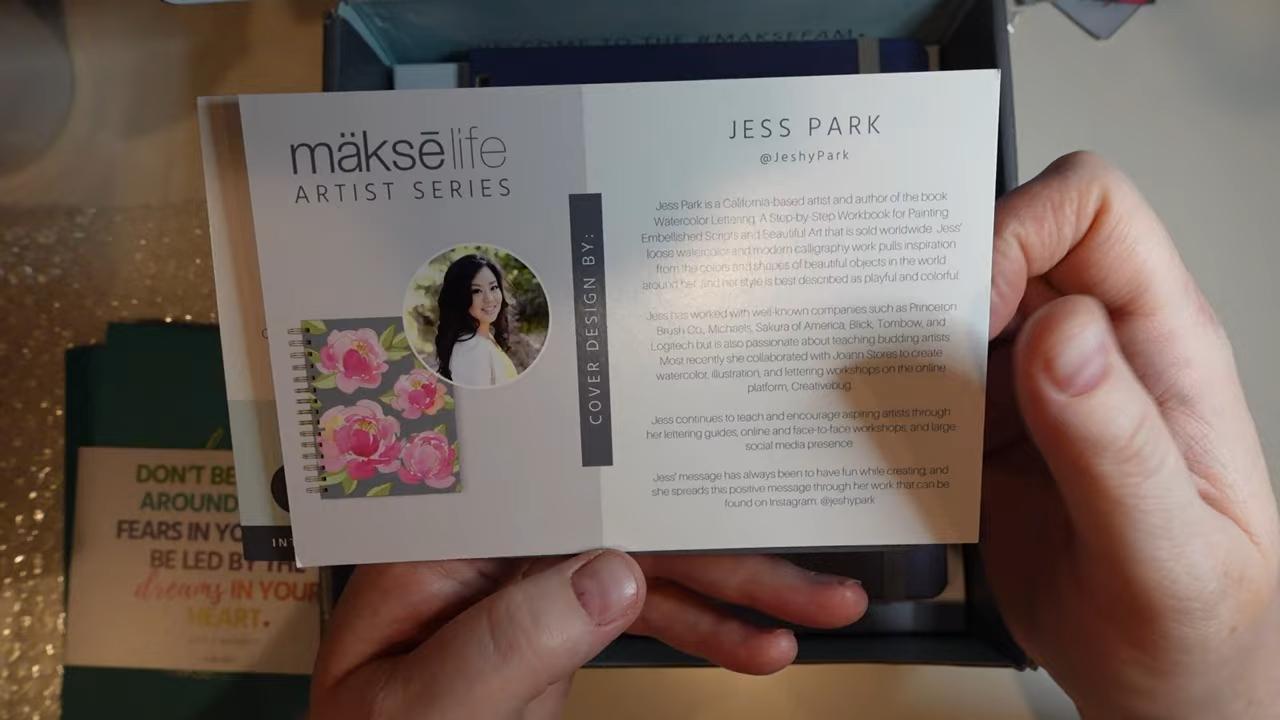 WELCOME TO THE #MAKSEFAM.
mäksē life
ARTIST SERIES
COVER DESIGN BY:
JESS PARK
@JeshyPark
Jess Park is a California-based artist and author of the book
Watercolor Lettering: A Step-by-Step Workbook for Painting
Embellished Scripts and Beautiful Art that is sold worldwide. Jess'
loose watercolor and modern calligraphy work pulls inspiration
from the colors and shapes of beautiful objects in the world
around her, and her style is best described as playful and colorful.
Jess has worked with well-known companies such as Princeton
Brush Co., Michaels, Sakura of America, Blick, Tombow, and
Logitech but is also passionate about teaching budding artists.
Most recently she collaborated with Joann Stores to create
watercolor, illustration, and lettering workshops on the online
platform, Creativebug.
Jess continues to teach and encourage aspiring artists through
her lettering guides, online and face-to-face workshops, and large
social media presence.
Jess' message has always been to have fun while creating, and
she spreads this positive message through her work that can be
found on Instagram: @jeshypark
DON'T BE
AROUND
FEARS IN YO
BE LED BY THE
dreams IN YOUR
HEART.
INT